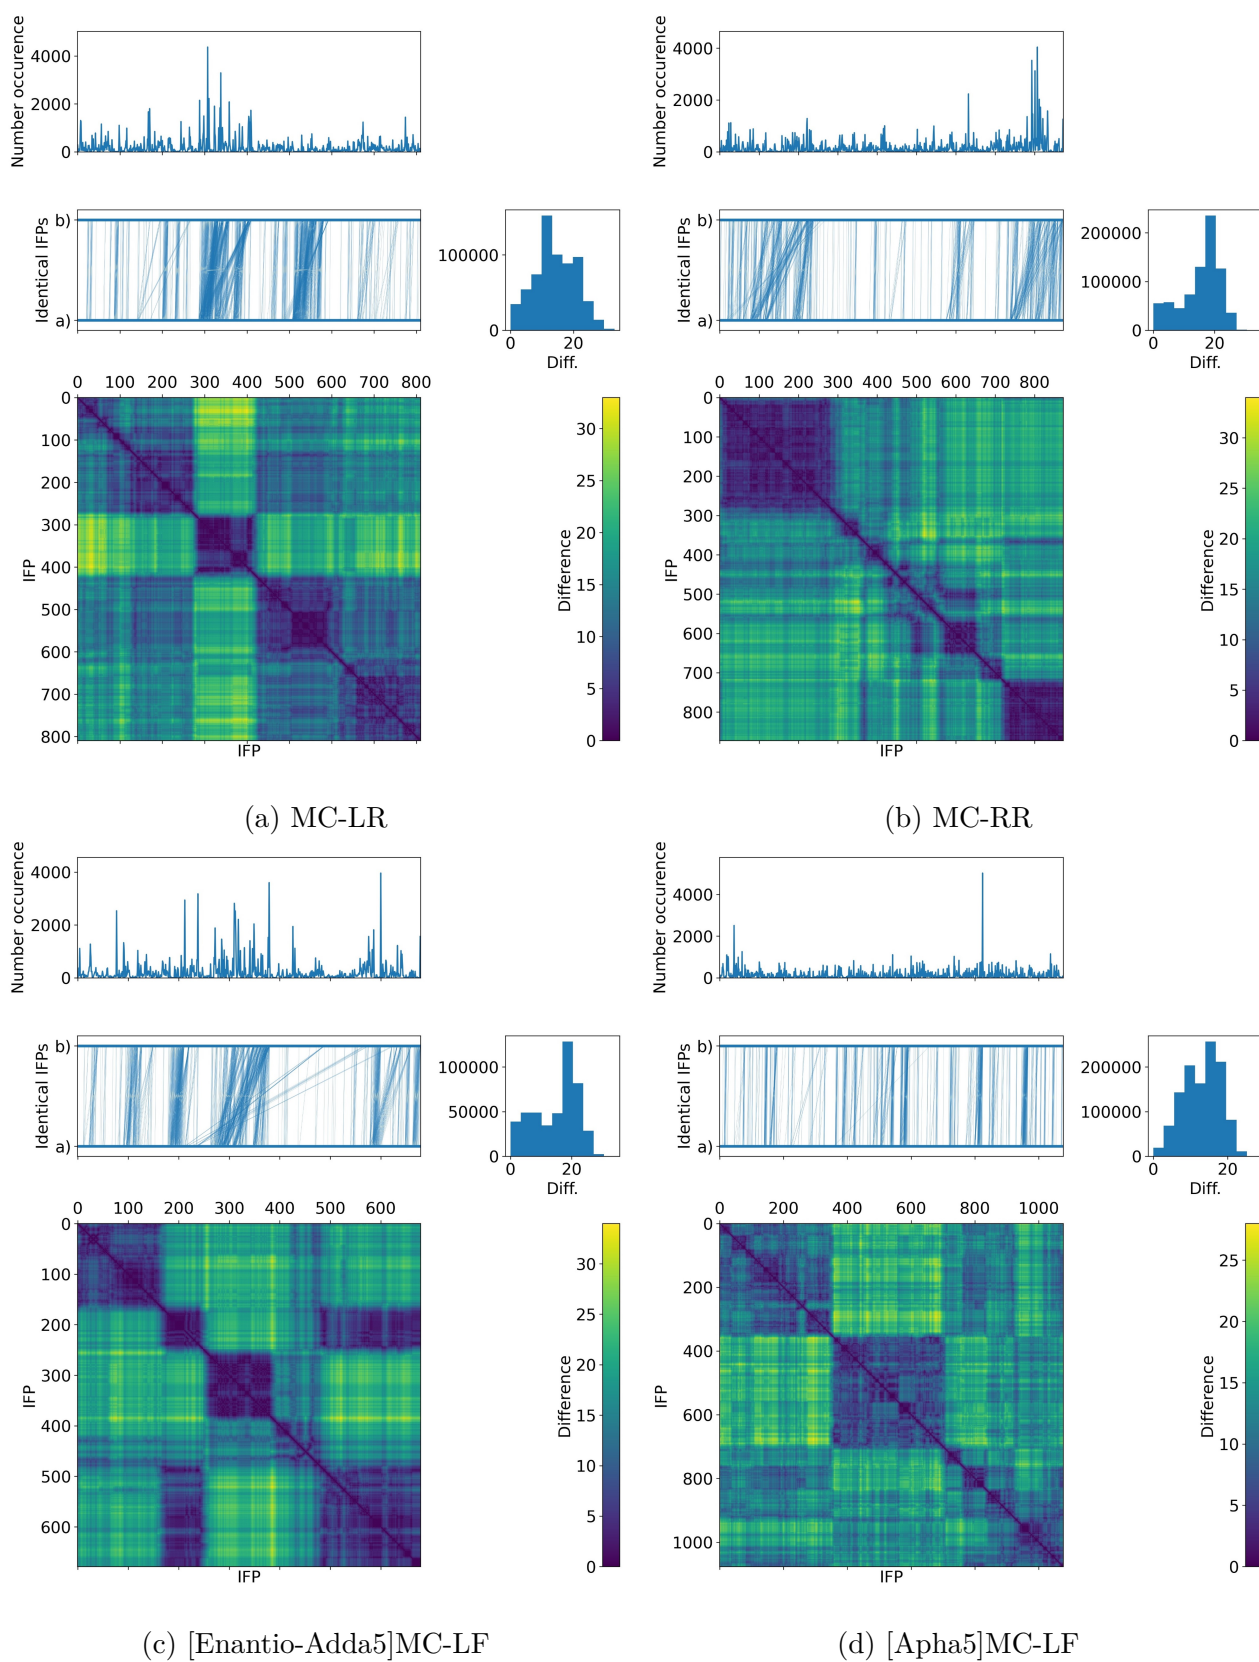 Number occurence
4000
2000
0
Identical IFPs
b)
a)
100000
0
0 20
Diff.
0 100 200 300 400 500 600 700 800
0
100
200
300
400
500
600
700
800
IFP
IFP
Difference
30
25
20
15
10
5
0
(a) MC-LR
Number occurence
4000
2000
0
Identical IFPs
b)
a)
200000
100000
0
0 20
Diff.
0 100 200 300 400 500 600 700 800
0
100
200
300
400
500
600
700
800
IFP
IFP
Difference
30
25
20
15
10
5
0
(b) MC-RR
Number occurence
4000
2000
0
Identical IFPs
b)
a)
100000
50000
0
0 20
Diff.
0 100 200 300 400 500 600
0
100
200
300
400
500
600
IFP
IFP
Difference
30
25
20
15
10
5
0
(c) [Enantio-Adda5]MC-LF
Number occurence
4000
2000
0
Identical IFPs
b)
a)
200000
100000
0
0 20
Diff.
0 200 400 600 800 1000
0
200
400
600
800
1000
IFP
IFP
Difference
25
20
15
10
5
0
(d) [Apha5]MC-LF